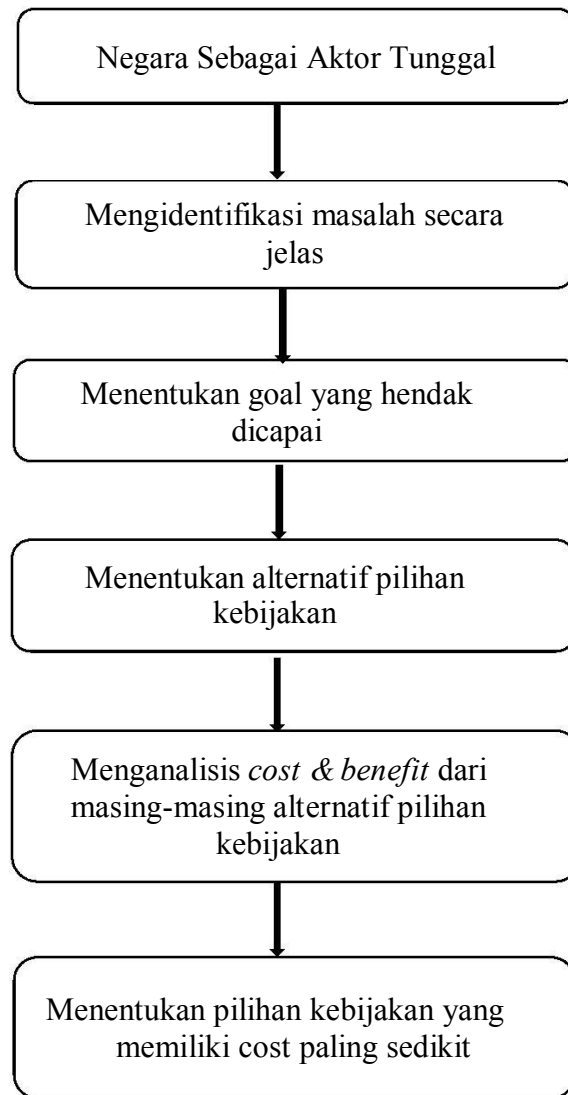 Negara Sebagai Aktor Tunggal
Mengidentifikasi masalah secara
jelas
Menentukan goal yang hendak
dicapai
Menentukan alternatif pilihan
kebijakan
Menganalisis cost & benefit dari
masing-masing alternatif pilihan
kebijakan
Menentukan pilihan kebijakan yang
memiliki cost paling sedikit